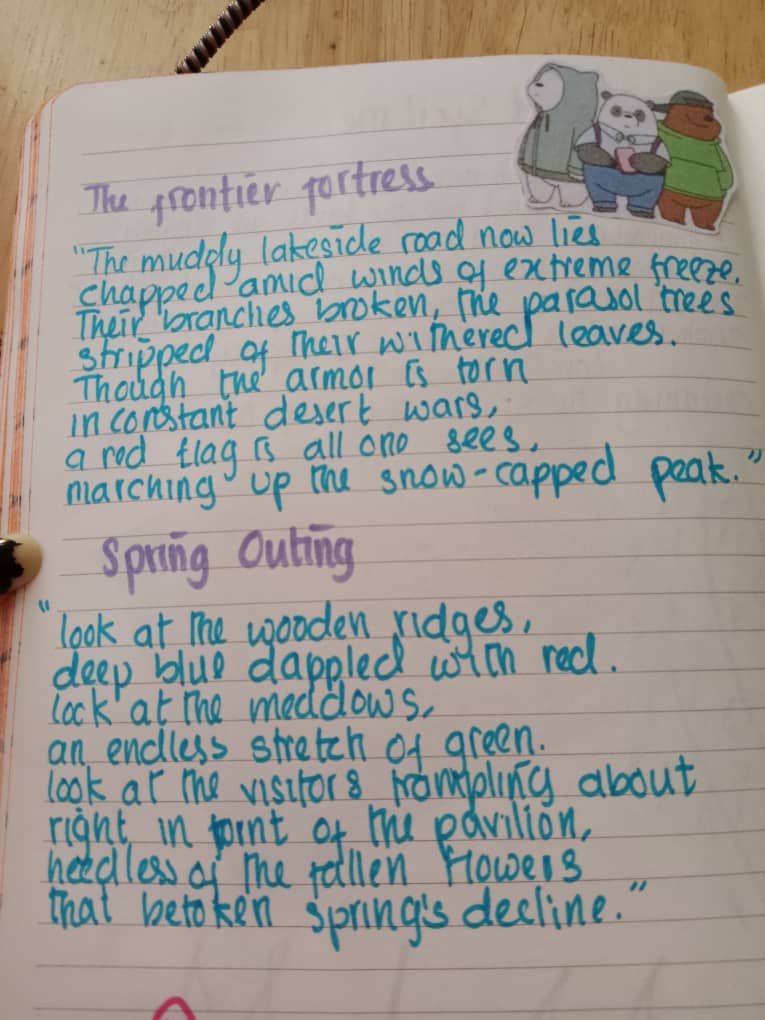 The frontier fortress
"The muddy lakeside road now lies
chapped amid winds of extreme freeze.
Their branches broken, the parasol trees
stripped of their withered leaves.
Though the armor is torn
in constant desert wars,
a red flag is all one sees,
marching up the snow-capped peak."
Spring Outing
"look at the wooden ridges,
deep blue dappled with red.
look at the meddows,
an endless stretch of green.
look at the visitors trampling about
right in front of the pavilion,
heedless of the fallen flowers
that betoken spring's decline."